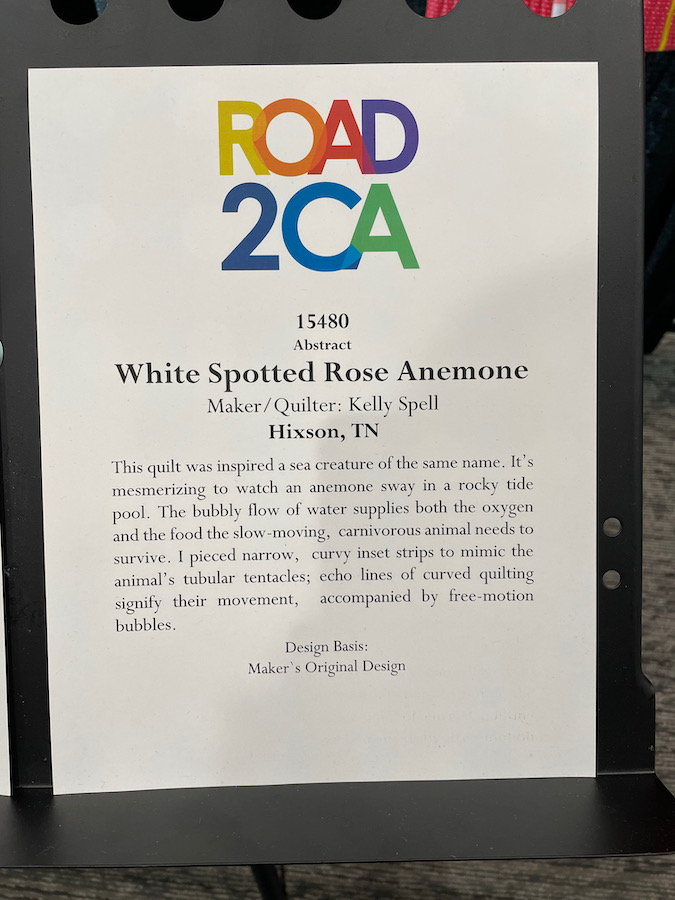 ROAD
2CA
15480
Abstract
White Spotted Rose Anemone
Maker/Quilter: Kelly Spell
Hixson, TN
This quilt was inspired a sea creature of the same name. It's
mesmerizing to watch an anemone sway in a rocky tide
pool. The bubbly flow of water supplies both the oxygen
and the food the slow-moving, carnivorous animal needs to
survive. I pieced narrow, curvy inset strips to mimic the
animal's tubular tentacles; echo lines of curved quilting
signify their movement, accompanied by free-motion
bubbles.
Design Basis:
Maker`s Original Design